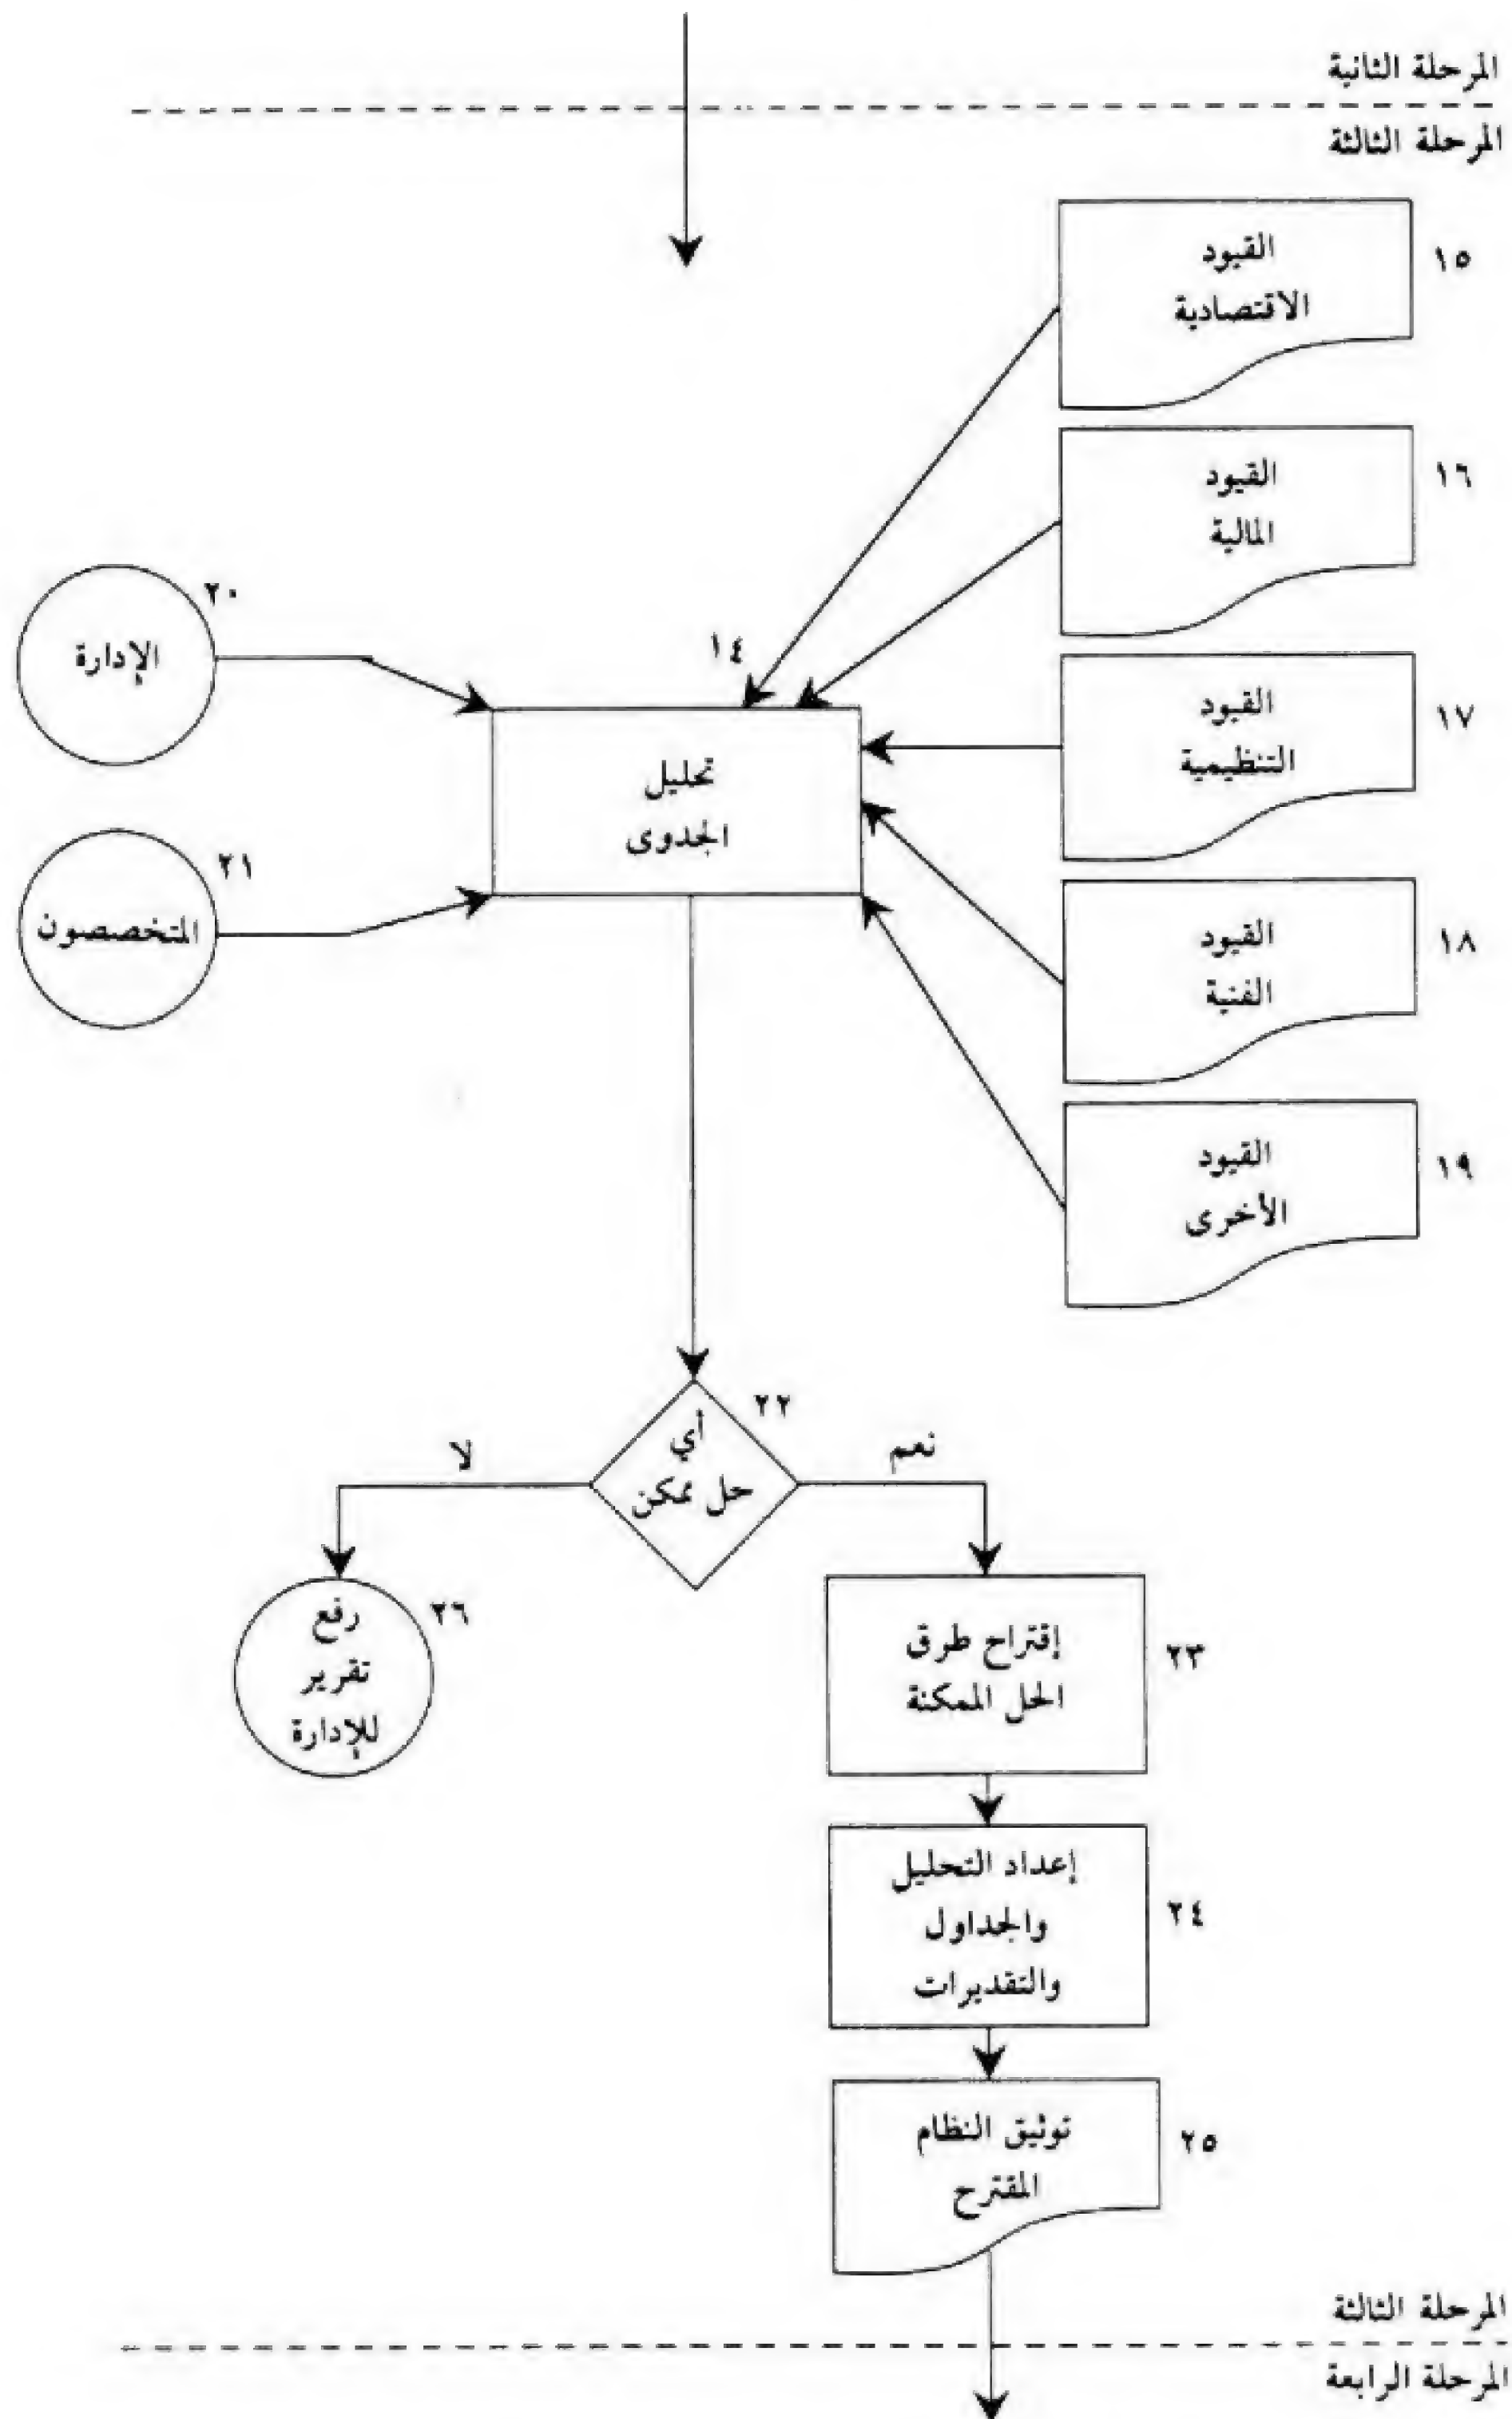 المرحلة الثانية
المرحلة الثالثة
القيود
الاقتصادية
١٥
القيود
المالية
١٦
القيود
التنظيمية
١٧
القيود
الفنية
١٨
القيود
الأخرى
١٩
٢٠
الإدارة
٢١
المتخصصون
١٤
تحليل
الجدوى
٢٢
أي
حل ممكن
نعم
لا
٢٣
إقتراح طرق
الحل الممكنة
٢٤
إعداد التحليل
والجداول
والتقديرات
٢٥
توثيق النظام
المقترح
٢٦
رفع
تقرير
للإدارة
المرحلة الثالثة
المرحلة الرابعة